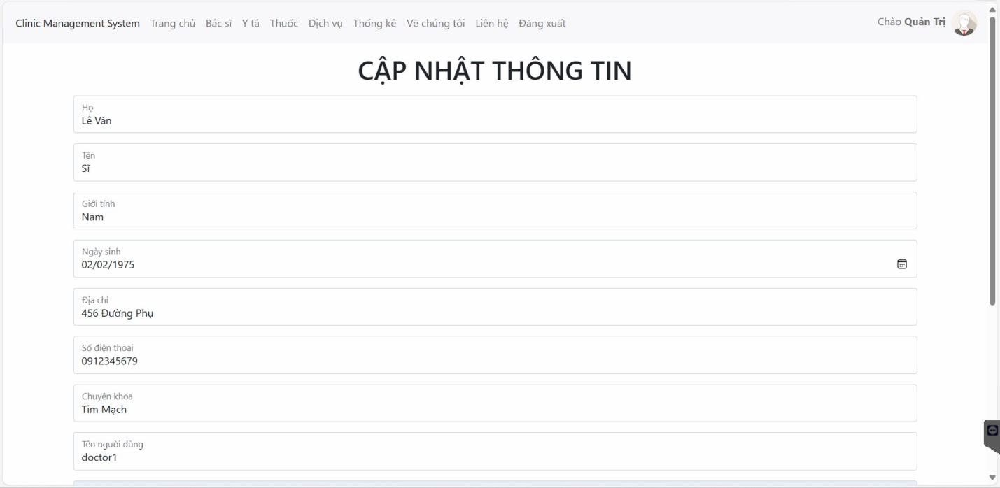 Clinic Management System Trang chủ Bác sĩ Y tá Thuốc Dịch vụ Thống kê Về chúng tôi Liên hệ Đăng xuất Chào Quản Trị
CẬP NHẬT THÔNG TIN
Họ
Lê Văn
Tên
Sĩ
Giới tính
Nam
Ngày sinh
02/02/1975
Địa chỉ
456 Đường Phụ
Số điện thoại
0912345679
Chuyên khoa
Tim Mạch
Tên người dùng
doctor1